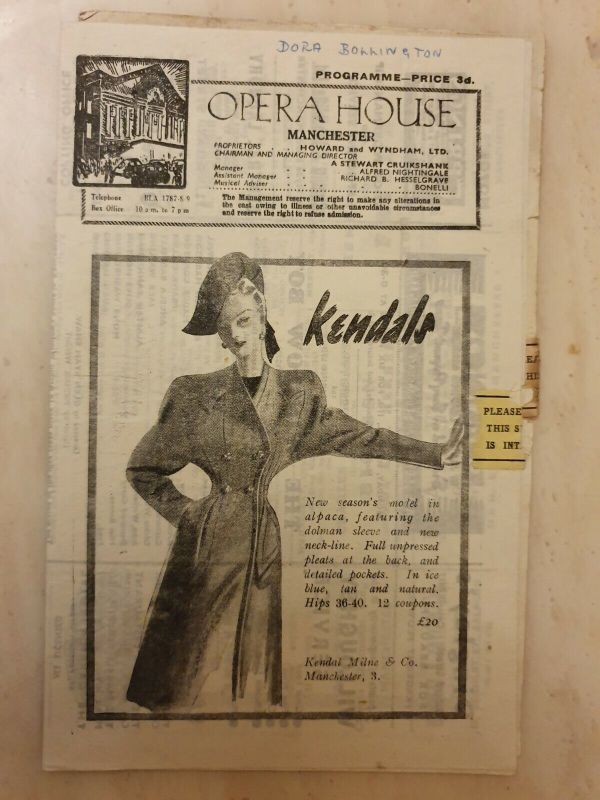 DORA BOLLINGTON
PROGRAMME—PRICE 3d.
OPERA HOUSE
MANCHESTER
PROPRIETORS . . HOWARD and WYNDHAM, LTD.
CHAIRMAN AND MANAGING DIRECTOR
A STEWART CRUIKSHANK
Manager . . . ALFRED NIGHTINGALE
Assistant Manager . . RICHARD B. HESSELGRAVE
Musical Adviser . . . . . . BONELLI
Telephone BLA 1787-8/9
Box Office 10 a.m. to 7 p.m
The Management reserve the right to make any alterations in
the cast owing to illness or other unavoidable circumstances
and reserve the right to refuse admission.
Kendals
PLEASE
THIS S
IS INT
New season's model in
alpaca, featuring the
dolman sleeve and new
neck-line. Full unpressed
pleats at the back, and
detailed pockets. In ice
blue, tan and natural.
Hips 36-40. 12 coupons.
£20
Kendal Milne & Co.
Manchester, 3.